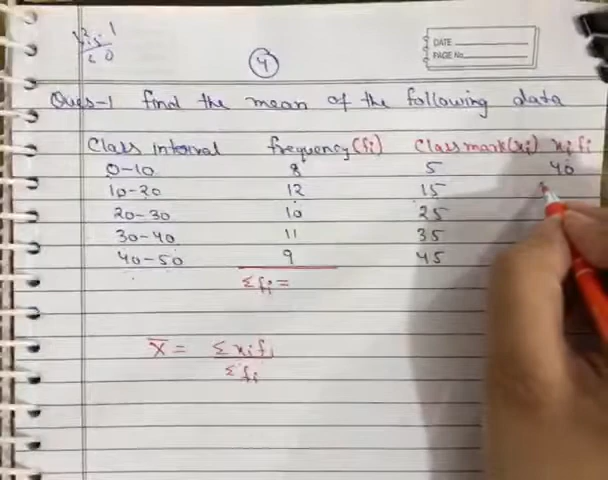 DATE
PAGE No.
4
Ques-1 find the mean of the following data
Class interval frequency (fi) Class mark (xi) xifi
0-10 8 5 40
10-20 12 15
20-30 10 25
30-40 11 35
40-50 9 45
Σfi =
X̅ = Σxifi
Σfi